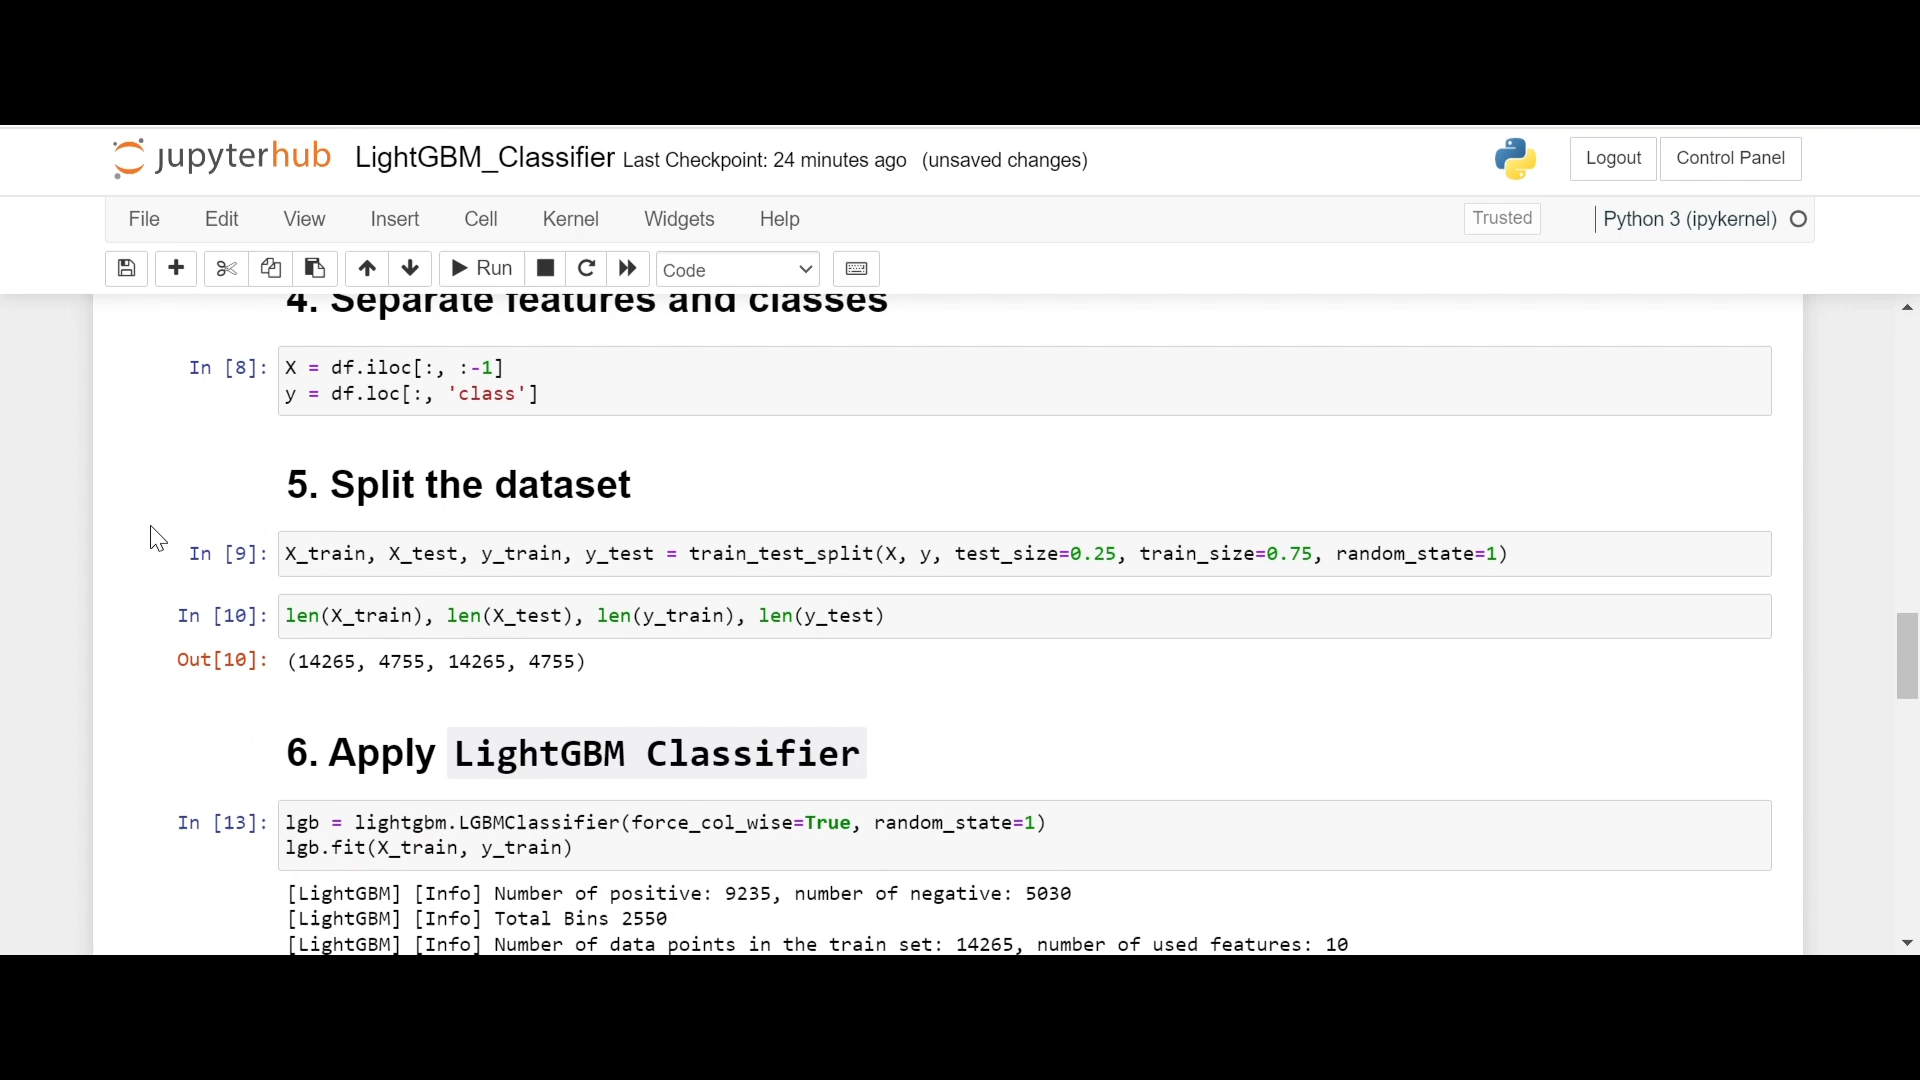 jupyterhub LightGBM_Classifier Last Checkpoint: 24 minutes ago (unsaved changes) Logout Control Panel
File Edit View Insert Cell Kernel Widgets Help Trusted Python 3 (ipykernel)
Run Code
4. Separate features and classes
In [8]: X = df.iloc[:, :-1]
y = df.loc[:, 'class']
5. Split the dataset
In [9]: X_train, X_test, y_train, y_test = train_test_split(X, y, test_size=0.25, train_size=0.75, random_state=1)
In [10]: len(X_train), len(X_test), len(y_train), len(y_test)
Out[10]: (14265, 4755, 14265, 4755)
6. Apply LightGBM Classifier
In [13]: lgb = lightgbm.LGBMClassifier(force_col_wise=True, random_state=1)
lgb.fit(X_train, y_train)
[LightGBM] [Info] Number of positive: 9235, number of negative: 5030
[LightGBM] [Info] Total Bins 2550
[LightGBM] [Info] Number of data points in the train set: 14265, number of used features: 10